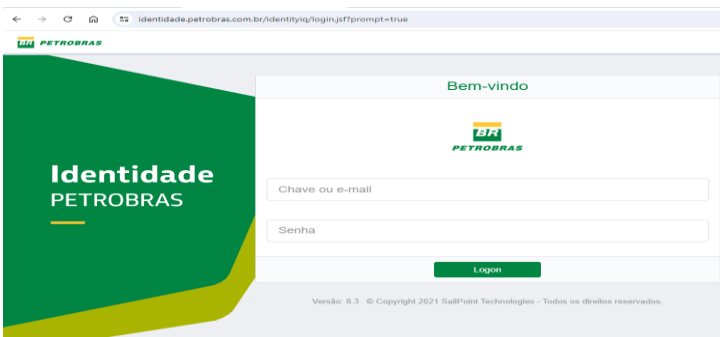 identidade.petrobras.com.br/identityiq/login.jsf?prompt=true
BR PETROBRAS
Bem-vindo
BR
PETROBRAS
Identidade
PETROBRAS
Chave ou e-mail
Senha
Logon
Versão: 8.3 © Copyright 2021 SailPoint Technologies - Todos os direitos reservados.